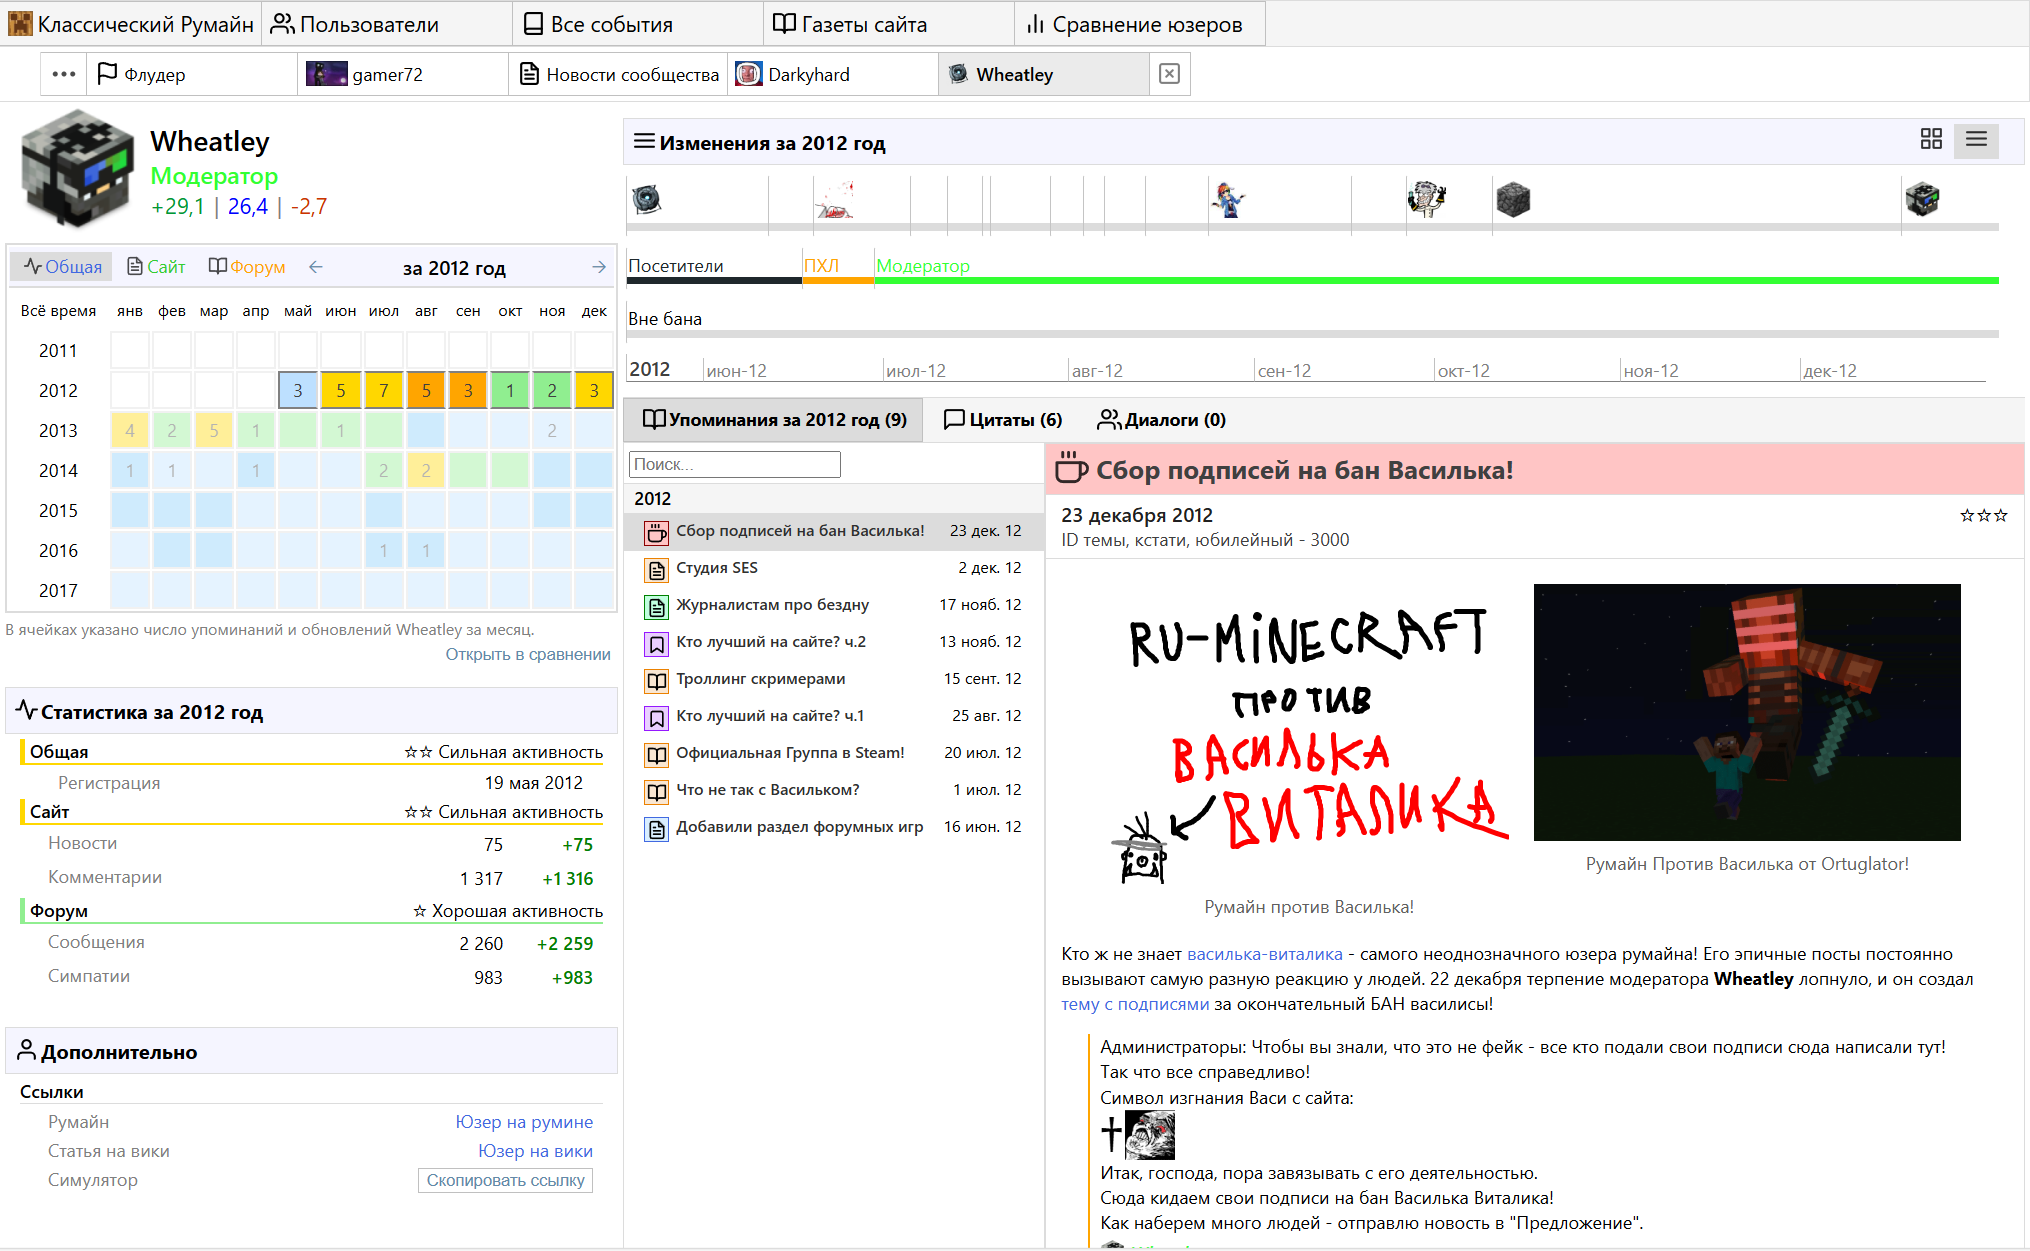 Классический Румайн
Пользователи
Все события
Газеты сайта
Сравнение юзеров
Флудер
gamer72
Новости сообщества
Darkyhard
Wheatley
Wheatley
Модератор
+29,1 | 26,4 | -2,7
Общая
Сайт
Форум
← за 2012 год →
Всё время янв фев мар апр май июн июл авг сен окт ноя дек
2011
2012 3 5 7 5 3 1 2 3
2013 4 2 5 1 1 2
2014 1 1 1 2 2
2015
2016 1 1
2017
В ячейках указано число упоминаний и обновлений Wheatley за месяц.
Открыть в сравнении
Статистика за 2012 год
Общая ☆☆ Сильная активность
Регистрация 19 мая 2012
Сайт ☆☆ Сильная активность
Новости 75 +75
Комментарии 1 317 +1 316
Форум ☆ Хорошая активность
Сообщения 2 260 +2 259
Симпатии 983 +983
Дополнительно
Ссылки
Румайн Юзер на румине
Статья на вики Юзер на вики
Симулятор Скопировать ссылку
Изменения за 2012 год
Посетители ПХЛ Модератор
Вне бана
2012 июн-12 июл-12 авг-12 сен-12 окт-12 ноя-12 дек-12
Упоминания за 2012 год (9)
Цитаты (6)
Диалоги (0)
Поиск...
2012
Сбор подписей на бан Василька! 23 дек. 12
Студия SES 2 дек. 12
Журналистам про бездну 17 нояб. 12
Кто лучший на сайте? ч.2 13 нояб. 12
Троллинг скримерами 15 сент. 12
Кто лучший на сайте? ч.1 25 авг. 12
Официальная Группа в Steam! 20 июл. 12
Что не так с Васильком? 1 июл. 12
Добавили раздел форумных игр 16 июн. 12
Сбор подписей на бан Василька!
23 декабря 2012 ☆☆☆
ID темы, кстати, юбилейный - 3000
RU-MINECRAFT
ПРОТИВ
ВАСИЛЬКА
ВИТАЛИКА
Румайн против Василька!
Румайн Против Василька от Ortuglator!
Кто ж не знает василька-виталика - самого неоднозначного юзера румайна! Его эпичные посты постоянно
вызывают самую разную реакцию у людей. 22 декабря терпение модератора Wheatley лопнуло, и он создал
тему с подписями за окончательный БАН василисы!
Администраторы: Чтобы вы знали, что это не фейк - все кто подали свои подписи сюда написали тут!
Так что все справедливо!
Символ изгнания Васи с сайта:
Итак, господа, пора завязывать с его деятельностью.
Сюда кидаем свои подписи на бан Василька Виталика!
Как наберем много людей - отправлю новость в "Предложение".